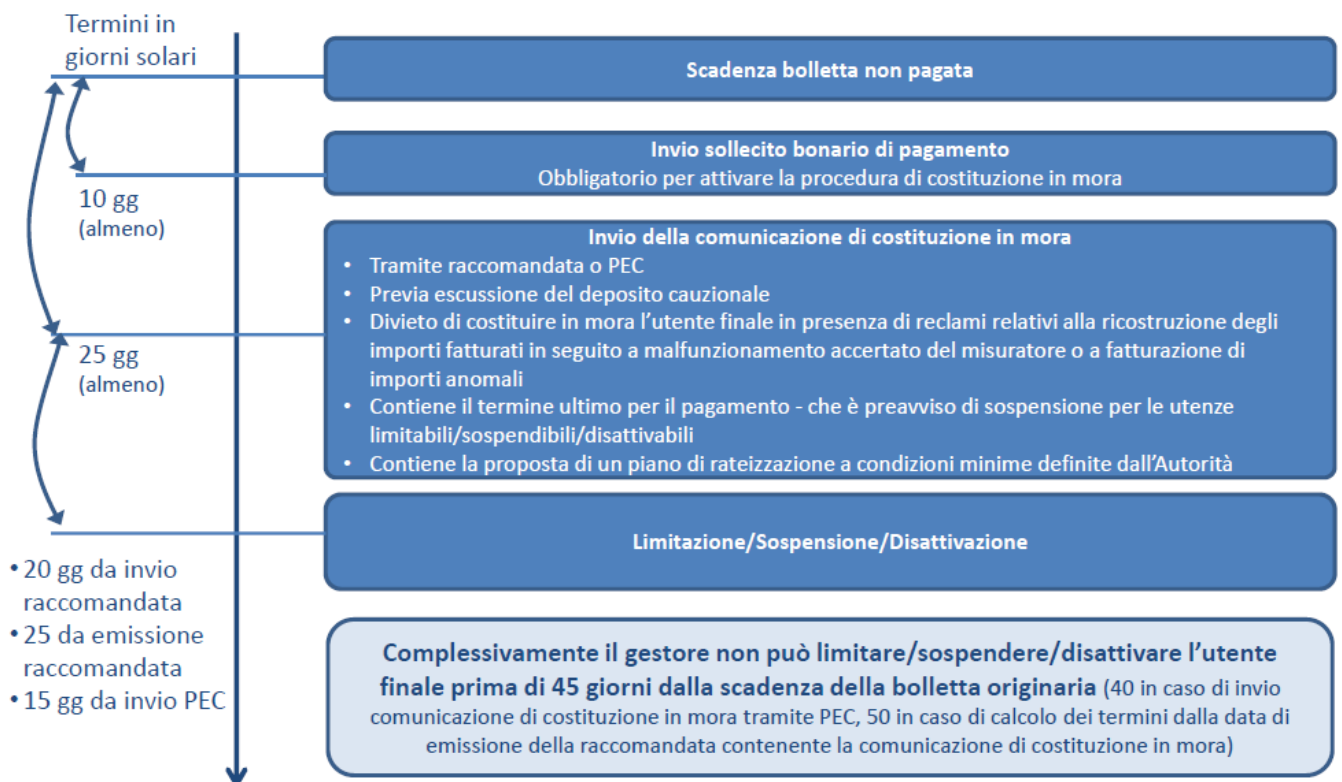 Termini in
giorni solari
Scadenza bolletta non pagata
Invio sollecito bonario di pagamento
Obbligatorio per attivare la procedura di costituzione in mora
10 gg
(almeno)
Invio della comunicazione di costituzione in mora
• Tramite raccomandata o PEC
• Previa escussione del deposito cauzionale
• Divieto di costituire in mora l'utente finale in presenza di reclami relativi alla ricostruzione degli
importi fatturati in seguito a malfunzionamento accertato del misuratore o a fatturazione di
importi anomali
• Contiene il termine ultimo per il pagamento - che è preavviso di sospensione per le utenze
limitabili/sospendibili/disattivabili
• Contiene la proposta di un piano di rateizzazione a condizioni minime definite dall'Autorità
25 gg
(almeno)
Limitazione/Sospensione/Disattivazione
• 20 gg da invio
raccomandata
• 25 da emissione
raccomandata
• 15 gg da invio PEC
Complessivamente il gestore non può limitare/sospendere/disattivare l'utente
finale prima di 45 giorni dalla scadenza della bolletta originaria (40 in caso di invio
comunicazione di costituzione in mora tramite PEC, 50 in caso di calcolo dei termini dalla data di
emissione della raccomandata contenente la comunicazione di costituzione in mora)